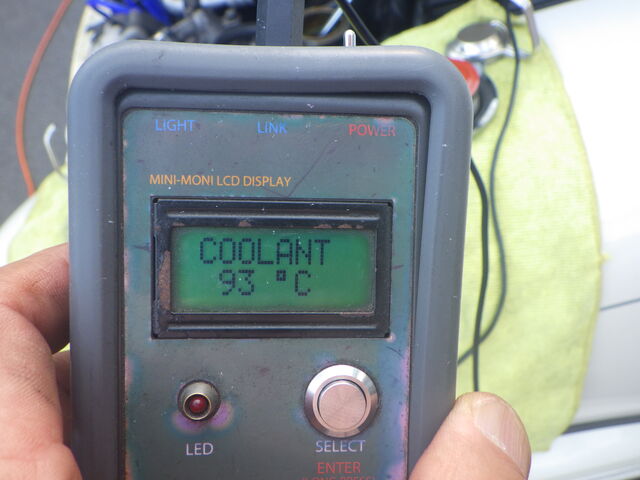 LIGHT LINK POWER
MINI-MONI LCD DISPLAY
COOLANT
93 °C
LED SELECT
ENTER